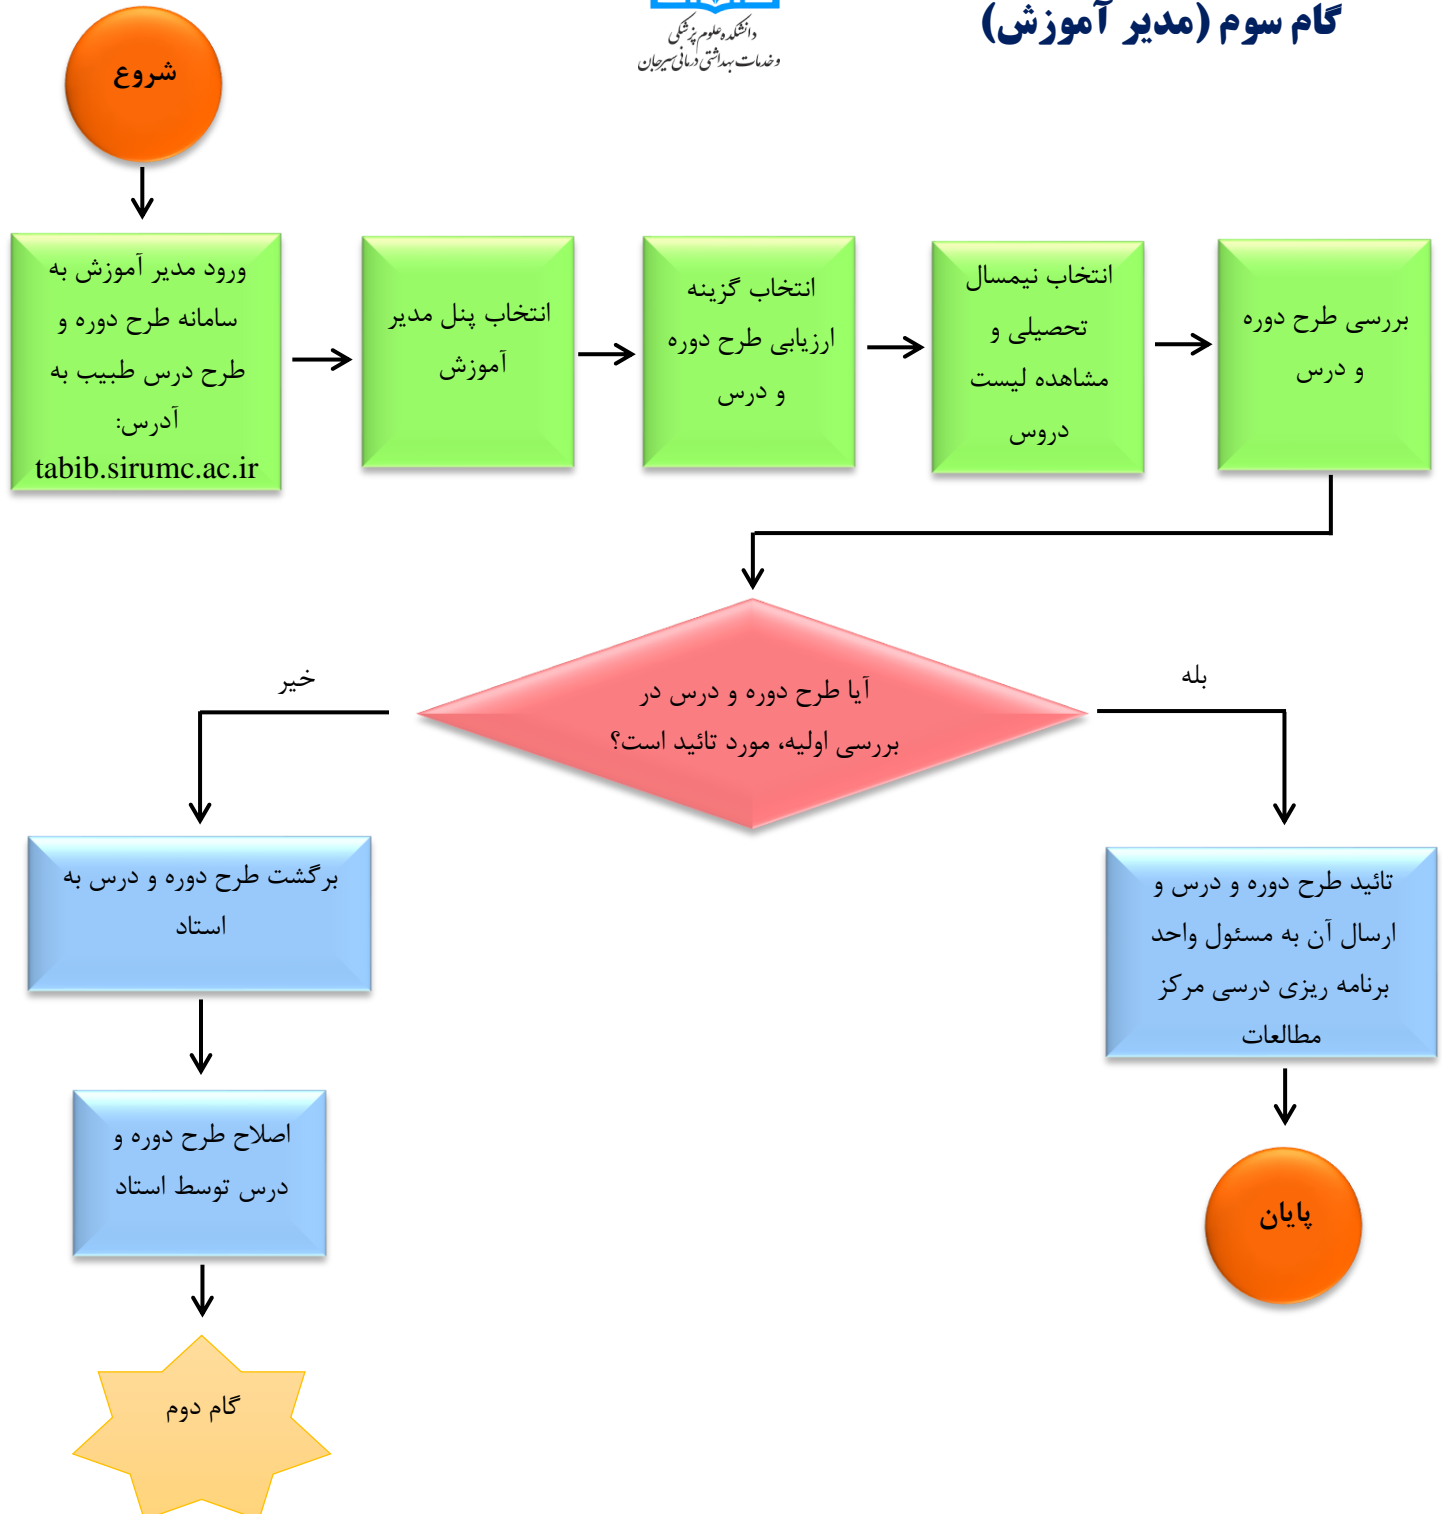 گام سوم (مدیر آموزش)
دانشکده علوم پزشکی
و خدمات بهداشتی درمانی سیرجان
شروع
ورود مدیر آموزش به
سامانه طرح دوره و
طرح درس طبیب به
آدرس:
tabib.sirumc.ac.ir
انتخاب پنل مدیر
آموزش
انتخاب گزینه
ارزیابی طرح دوره
و درس
انتخاب نیمسال
تحصیلی و
مشاهده لیست
دروس
بررسی طرح دوره
و درس
آیا طرح دوره و درس در
بررسی اولیه، مورد تائید است؟
خیر
بله
برگشت طرح دوره و درس به
استاد
اصلاح طرح دوره و
درس توسط استاد
گام دوم
تائید طرح دوره و درس و
ارسال آن به مسئول واحد
برنامه ریزی درسی مرکز
مطالعات
پایان